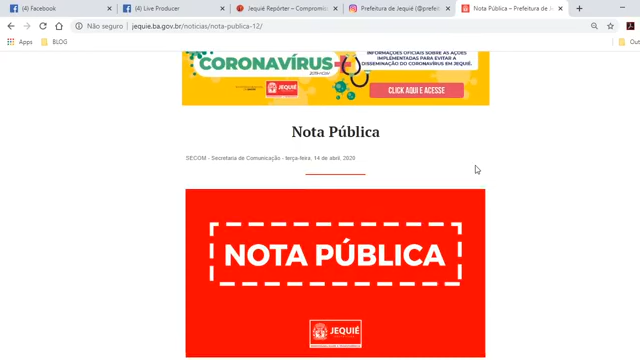 (4) Facebook
(4) Live Producer
Jequié Repórter – Compromisso
Prefeitura de Jequié (@prefei
Nota Pública – Prefeitura de Je
Não seguro
jequie.ba.gov.br/noticias/nota-publica-12/
Apps
BLOG
Out
CORONAVÍRUS
INFORMAÇÕES OFICIAIS SOBRE AS AÇÕES
IMPLEMENTADAS PARA EVITAR A
DISSEMINAÇÃO DO CORONAVÍRUS EM JEQUIÉ.
JEQUIÉ
CLICK AQUI E ACESSE
Nota Pública
SECOM - Secretaria de Comunicação - terça-feira, 14 de abril, 2020
NOTA PÚBLICA
JEQUIÉ